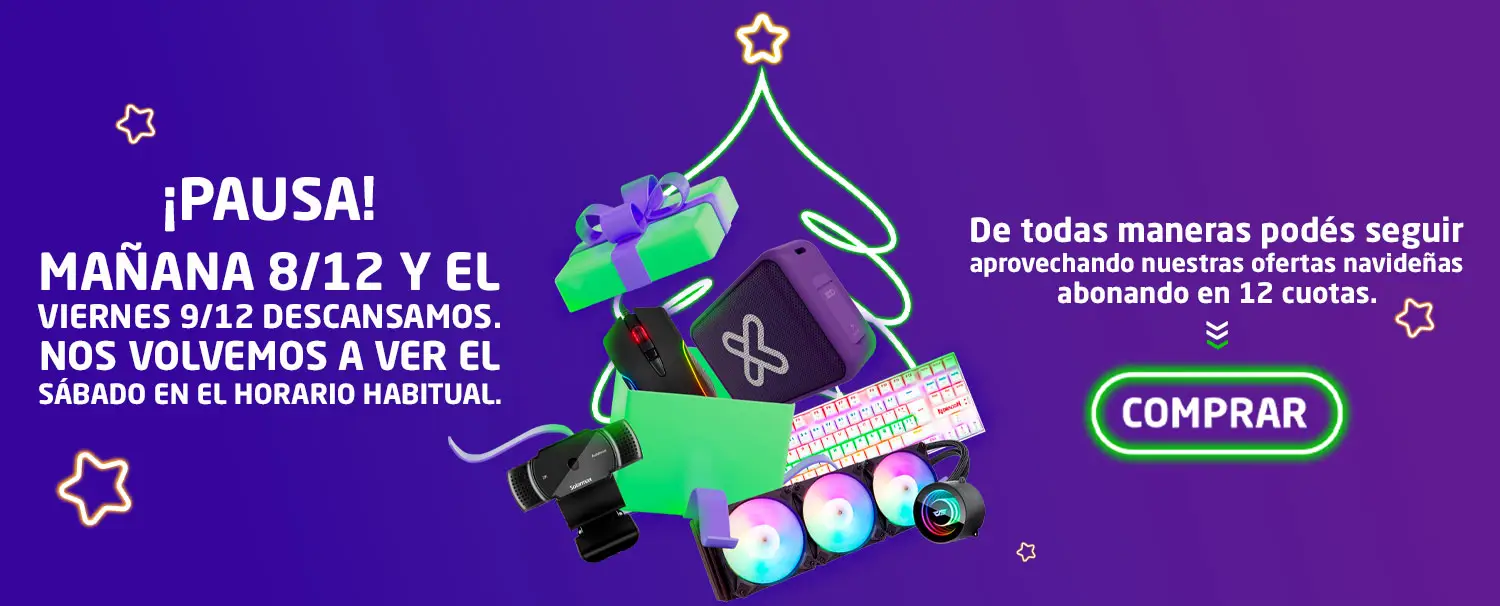 ¡PAUSA!
MAÑANA 8/12 Y EL
VIERNES 9/12 DESCANSAMOS.
NOS VOLVEMOS A VER EL
SÁBADO EN EL HORARIO HABITUAL.
De todas maneras podés seguir
aprovechando nuestras ofertas navideñas
abonando en 12 cuotas.
COMPRAR